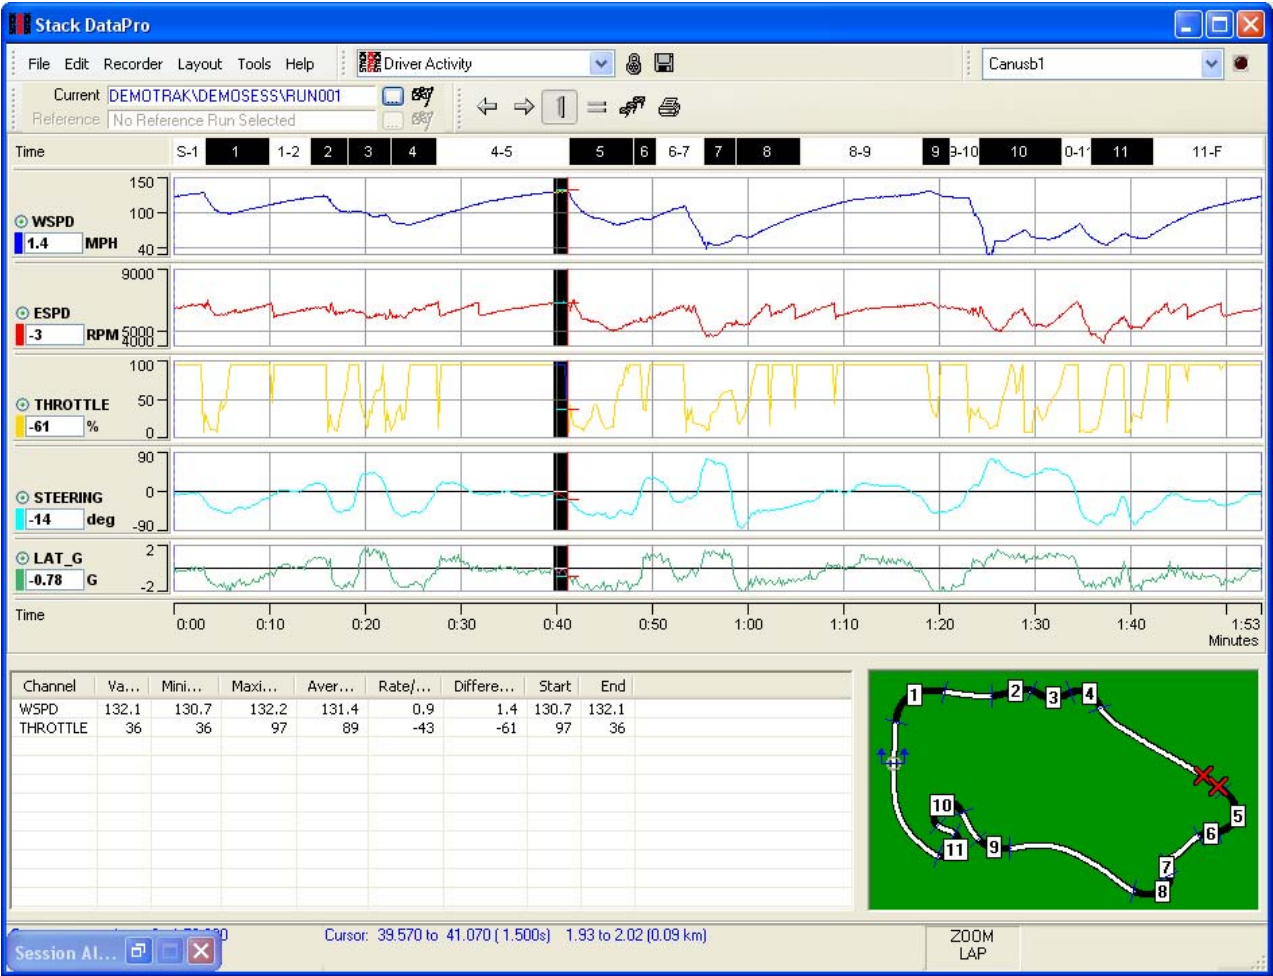 Stack DataPro
File Edit Recorder Layout Tools Help Driver Activity Canusb1
Current DEMOTRAK\DEMOSESS\RUN001
Reference No Reference Run Selected
Time S-1 1 1-2 2 3 4 4-5 5 6 6-7 7 8 8-9 9 9-10 10 0-1 11 11-F
150
WSPD 100
1.4 MPH 40
9000
ESPD
-3 RPM 5000
4000
100
THROTTLE 50
-61 % 0
90
STEERING 0
-14 deg -90
LAT_G 2
-0.78 G -2
Time 0:00 0:10 0:20 0:30 0:40 0:50 1:00 1:10 1:20 1:30 1:40 1:53
Minutes
Channel Va... Mini... Maxi... Aver... Rate/... Differe... Start End
WSPD 132.1 130.7 132.2 131.4 0.9 1.4 130.7 132.1
THROTTLE 36 36 97 89 -43 -61 97 36
1 2 3 4
5
6
7
8
9
10
11
Cursor: 39.570 to 41.070 (1.500s) 1.93 to 2.02 (0.09 km) ZOOM
LAP
Session Al...